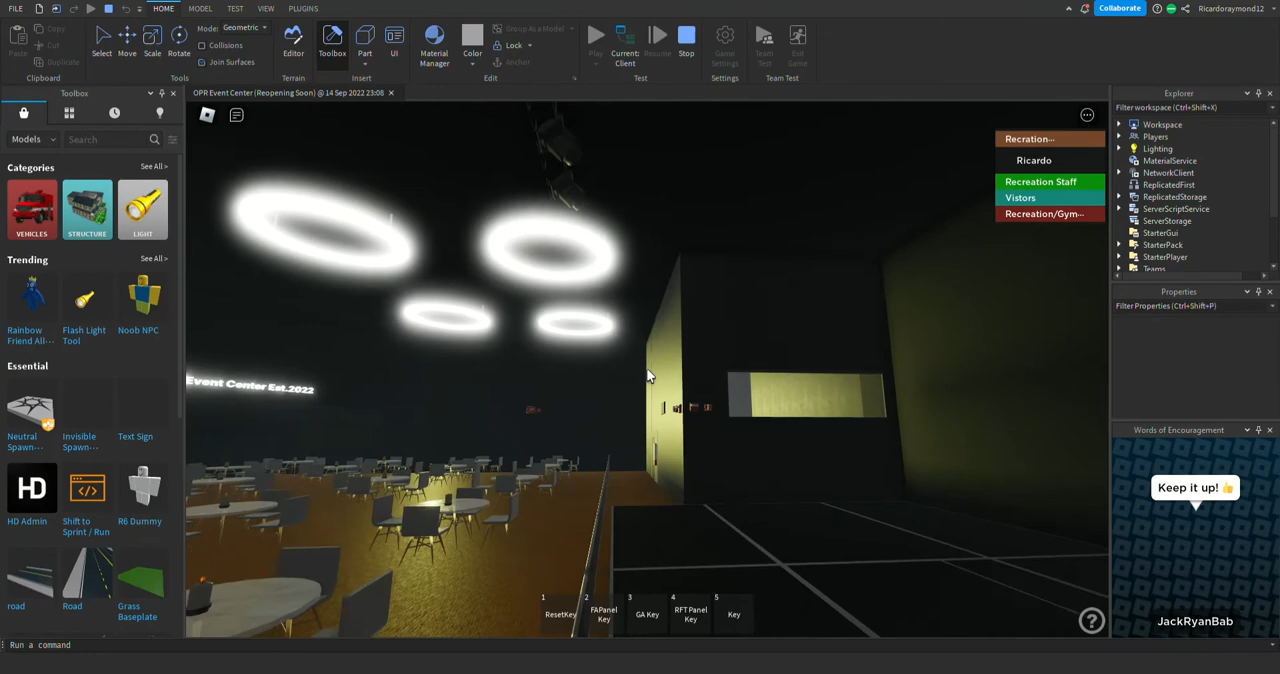 FILE
HOME
MODEL
TEST
VIEW
PLUGINS
Collaborate
Ricardoraymond12
Paste
Copy
Cut
Duplicate
Clipboard
Select
Move
Scale
Rotate
Mode: Geometric
Collisions
Join Surfaces
Tools
Editor
Terrain
Toolbox
Part
UI
Insert
Material
Manager
Color
Group As a Model
Lock
Anchor
Edit
Play
Current:
Client
Resume
Stop
Test
Game
Settings
Settings
Team
Test
Exit
Game
Team Test
Toolbox
OPR Event Center (Reopening Soon) @ 14 Sep 2022 23:08
Models
Search
Categories
See All >
VEHICLES
STRUCTURE
LIGHT
Trending
See All >
Rainbow
Friend All-...
Flash Light
Tool
Noob NPC
Essential
Neutral
Spawn...
Invisible
Spawn...
Text Sign
HD
HD Admin
Shift to
Sprint / Run
R6 Dummy
road
Road
Grass
Baseplate
Event Center Est.2022
Recration...
Ricardo
Recreation Staff
Vistors
Recreation/Gym...
1
ResetKey
2
FAPanel
Key
3
GA Key
4
RFT Panel
Key
5
Key
?
Explorer
Filter workspace (Ctrl+Shift+X)
Workspace
Players
Lighting
MaterialService
NetworkClient
ReplicatedFirst
ReplicatedStorage
ServerScriptService
ServerStorage
StarterGui
StarterPack
StarterPlayer
Teams
Properties
Filter Properties (Ctrl+Shift+P)
Words of Encouragement
Keep it up! 👍
JackRyanBab
Run a command